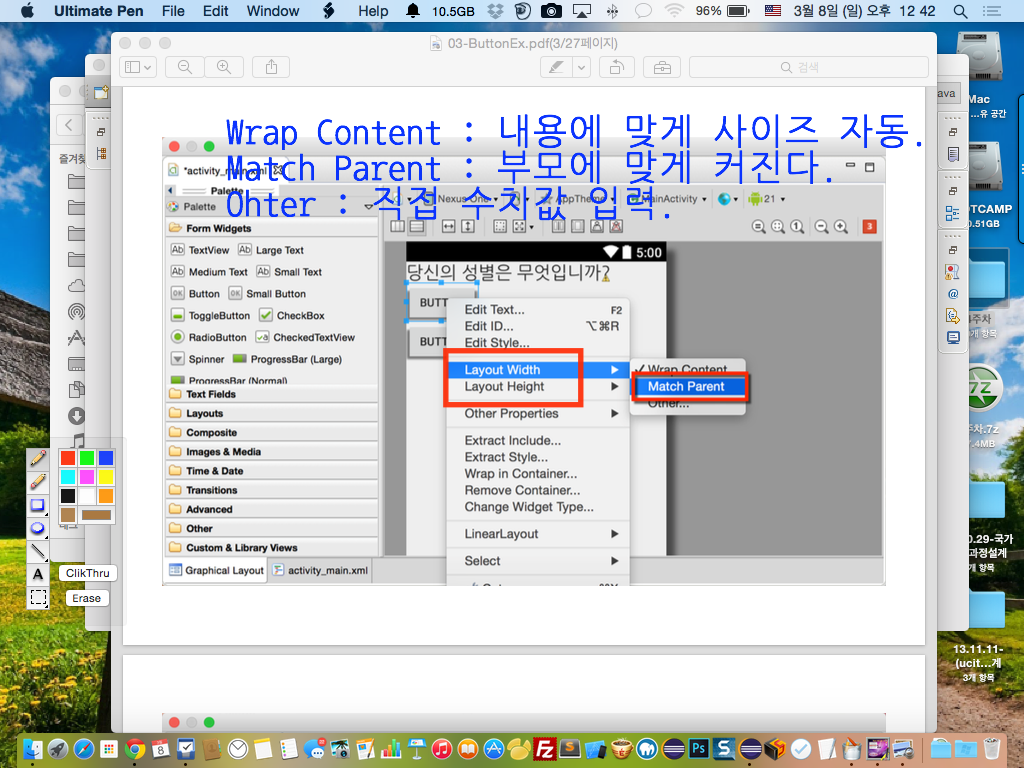 Ultimate Pen File Edit Window Help 10.5GB 96% 3월 8일 (일) 오후 12 42
03-ButtonEx.pdf(3/27페이지)
검색
ava
Mac
...유 공간
즐겨찾
Wrap Content : 내용에 맞게 사이즈 자동.
Match Parent : 부모에 맞게 커진다.
Ohter : 직접 수치값 입력.
*activity_main.xml
Palette
Palette
Nexus One AppTheme MainActivity 21
Form Widgets
3
TextView Large Text
5:00
Medium Text Small Text
당신의 성별은 무엇입니까?
Button Small Button
BUTT
ToggleButton CheckBox
RadioButton CheckedTextView
BUTT
Spinner ProgressBar (Large)
ProgressBar (Normal)
Text Fields
Layouts
Composite
Images & Media
Time & Date
Transitions
Advanced
Other
Custom & Library Views
Graphical Layout activity_main.xml
Edit Text... F2
Edit ID... ⌥⌘R
Edit Style...
Layout Width
Layout Height
Other Properties
Extract Include...
Extract Style...
Wrap in Container...
Remove Container...
Change Widget Type...
LinearLayout
Select
Wrap Content
Match Parent
Other...
ClikThru
Erase
A
OTCAMP
0.51GB
4주차
항목
7z
주차.7z
7.4MB
0.29-국가
과정설계
개 항목
13.11.11-
(ucit...계
3개 항목